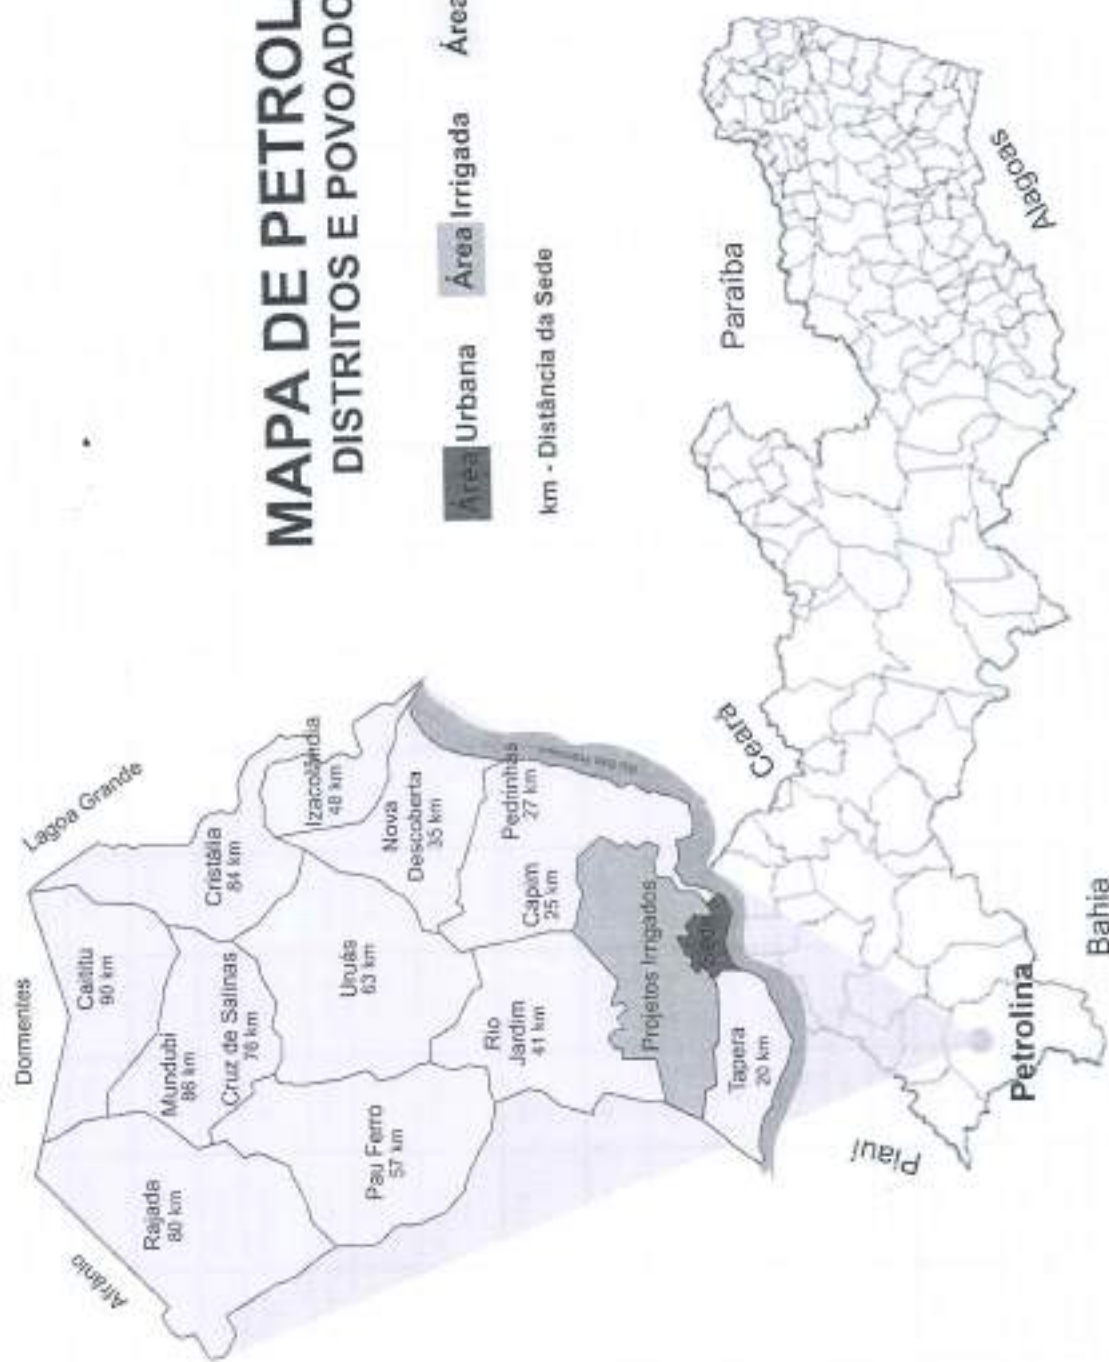 MAPA DE PETROL
DISTRITOS E POVOADO
Área Urbana
Área Irrigada
Área
km - Distância da Sede
Afrânio
Dormentes
Lagoa Grande
Rajada
80 km
Caititu
90 km
Mundubi
86 km
Cruz de Salinas
76 km
Cristália
84 km
Izacolândia
48 km
Pau Ferro
57 km
Uruás
63 km
Nova
Descoberta
35 km
Pedrinhas
27 km
Capim
25 km
Rio
Jardim
41 km
Projetos Irrigados
Tapera
20 km
Ceará
Paraíba
Alagoas
Piauí
Petrolina
Bahia